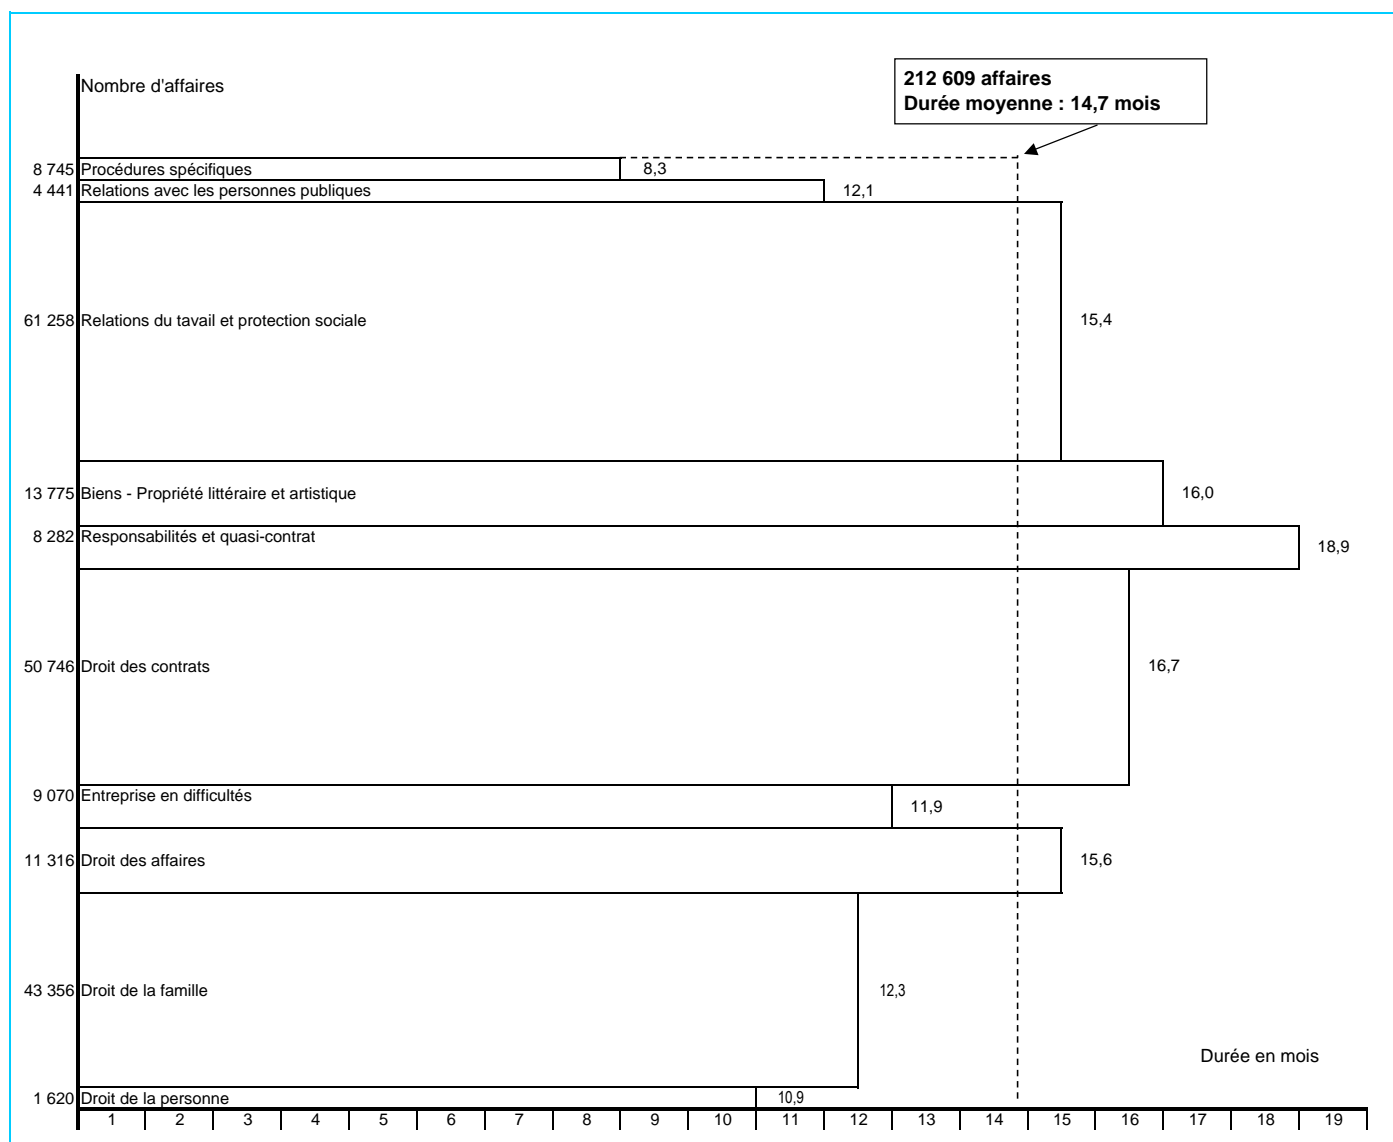 212 609 affaires
Durée moyenne : 14,7 mois
Nombre d'affaires
8 745 Procédures spécifiques 8,3
4 441 Relations avec les personnes publiques 12,1
61 258 Relations du tavail et protection sociale 15,4
13 775 Biens - Propriété littéraire et artistique 16,0
8 282 Responsabilités et quasi-contrat 18,9
50 746 Droit des contrats 16,7
9 070 Entreprise en difficultés 11,9
11 316 Droit des affaires 15,6
43 356 Droit de la famille 12,3
Durée en mois
1 620 Droit de la personne 10,9
1 2 3 4 5 6 7 8 9 10 11 12 13 14 15 16 17 18 19